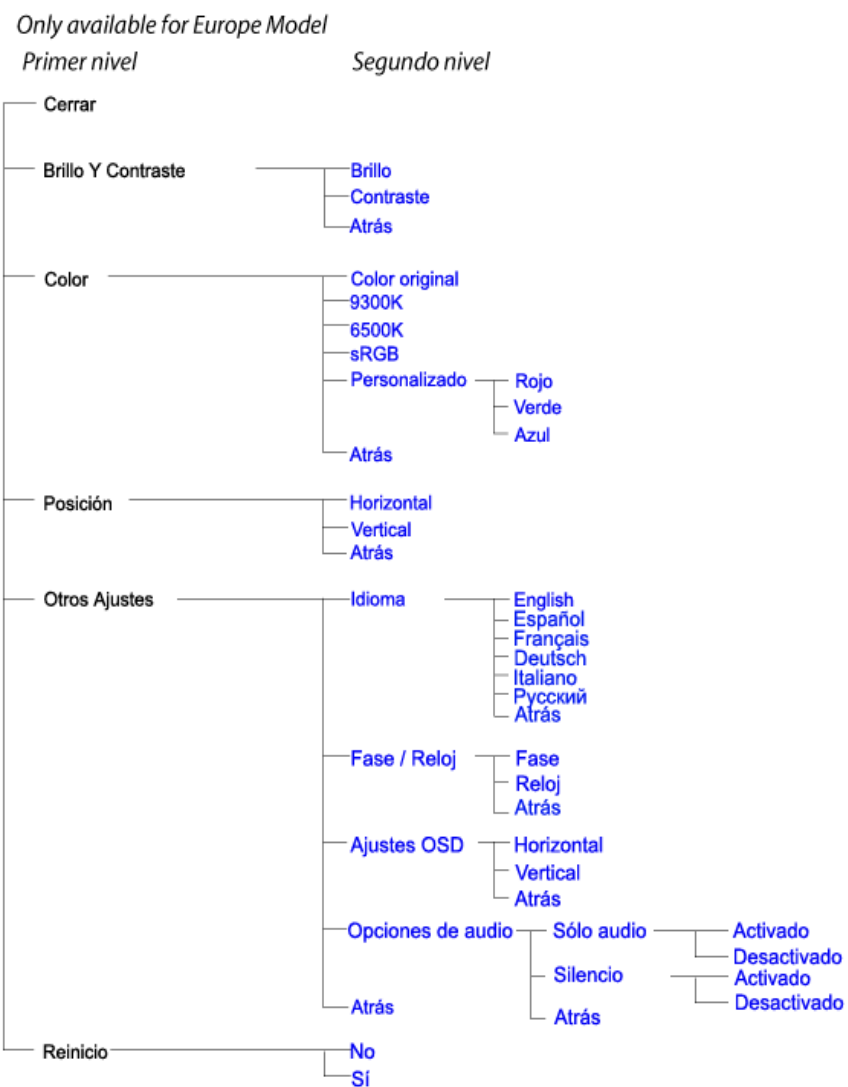 Only available for Europe Model
Primer nivel Segundo nivel
Cerrar
Brillo Y Contraste Brillo
Contraste
Atrás
Color Color original
9300K
6500K
sRGB
Personalizado Rojo
Verde
Azul
Atrás
Posición Horizontal
Vertical
Atrás
Otros Ajustes Idioma English
Español
Français
Deutsch
Italiano
Русский
Atrás
Fase / Reloj Fase
Reloj
Atrás
Ajustes OSD Horizontal
Vertical
Atrás
Opciones de audio Sólo audio Activado
Desactivado
Silencio Activado
Desactivado
Atrás Atrás
Reinicio No
Sí